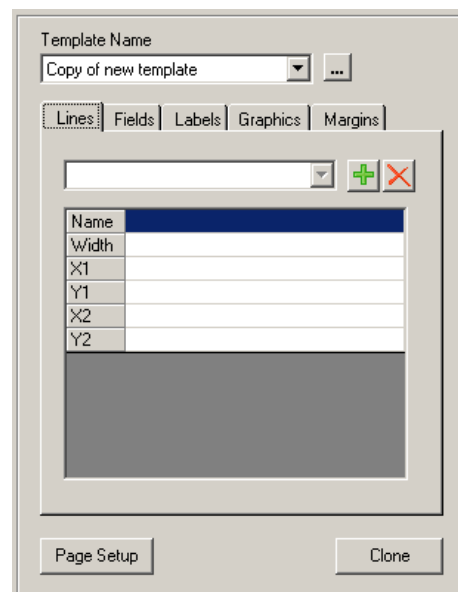 Template Name
Copy of new template ...
Lines Fields Labels Graphics Margins
Name
Width
X1
Y1
X2
Y2
Page Setup Clone